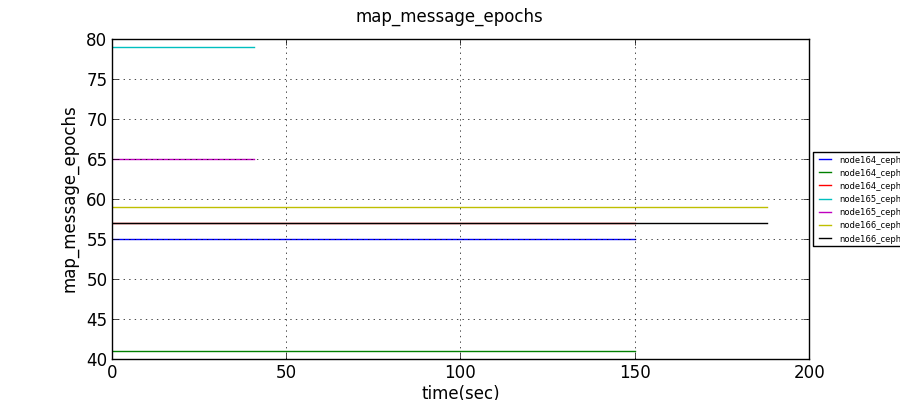 map_message_epochs
80
75
70
65
60
55
50
45
40
map_message_epochs
0 50 100 150 200
time(sec)
node164_ceph
node164_ceph
node164_ceph
node165_ceph
node165_ceph
node166_ceph
node166_ceph